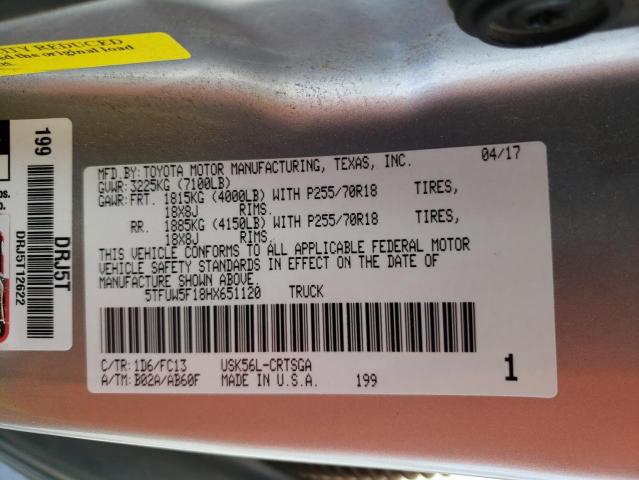 CITY REDUCED
d the original load
199
DRJ5T
DRJ5T12622
MFD.BY: TOYOTA MOTOR MANUFACTURING, TEXAS, INC. 04/17
GVWR: 3225KG (7100LB)
GAWR: FRT. 1815KG (4000LB) WITH P255/70R18 TIRES,
18X8J RIMS.
RR. 1885KG (4150LB) WITH P255/70R18 TIRES,
18X8J RIMS.
THIS VEHICLE CONFORMS TO ALL APPLICABLE FEDERAL MOTOR
VEHICLE SAFETY STANDARDS IN EFFECT ON THE DATE OF
MANUFACTURE SHOWN ABOVE.
5TFUW5F18HX651120 TRUCK
C/TR: 1D6/FC13 USK56L-CRTSGA
A/TM: B02A/AB60F MADE IN U.S.A. 199 1